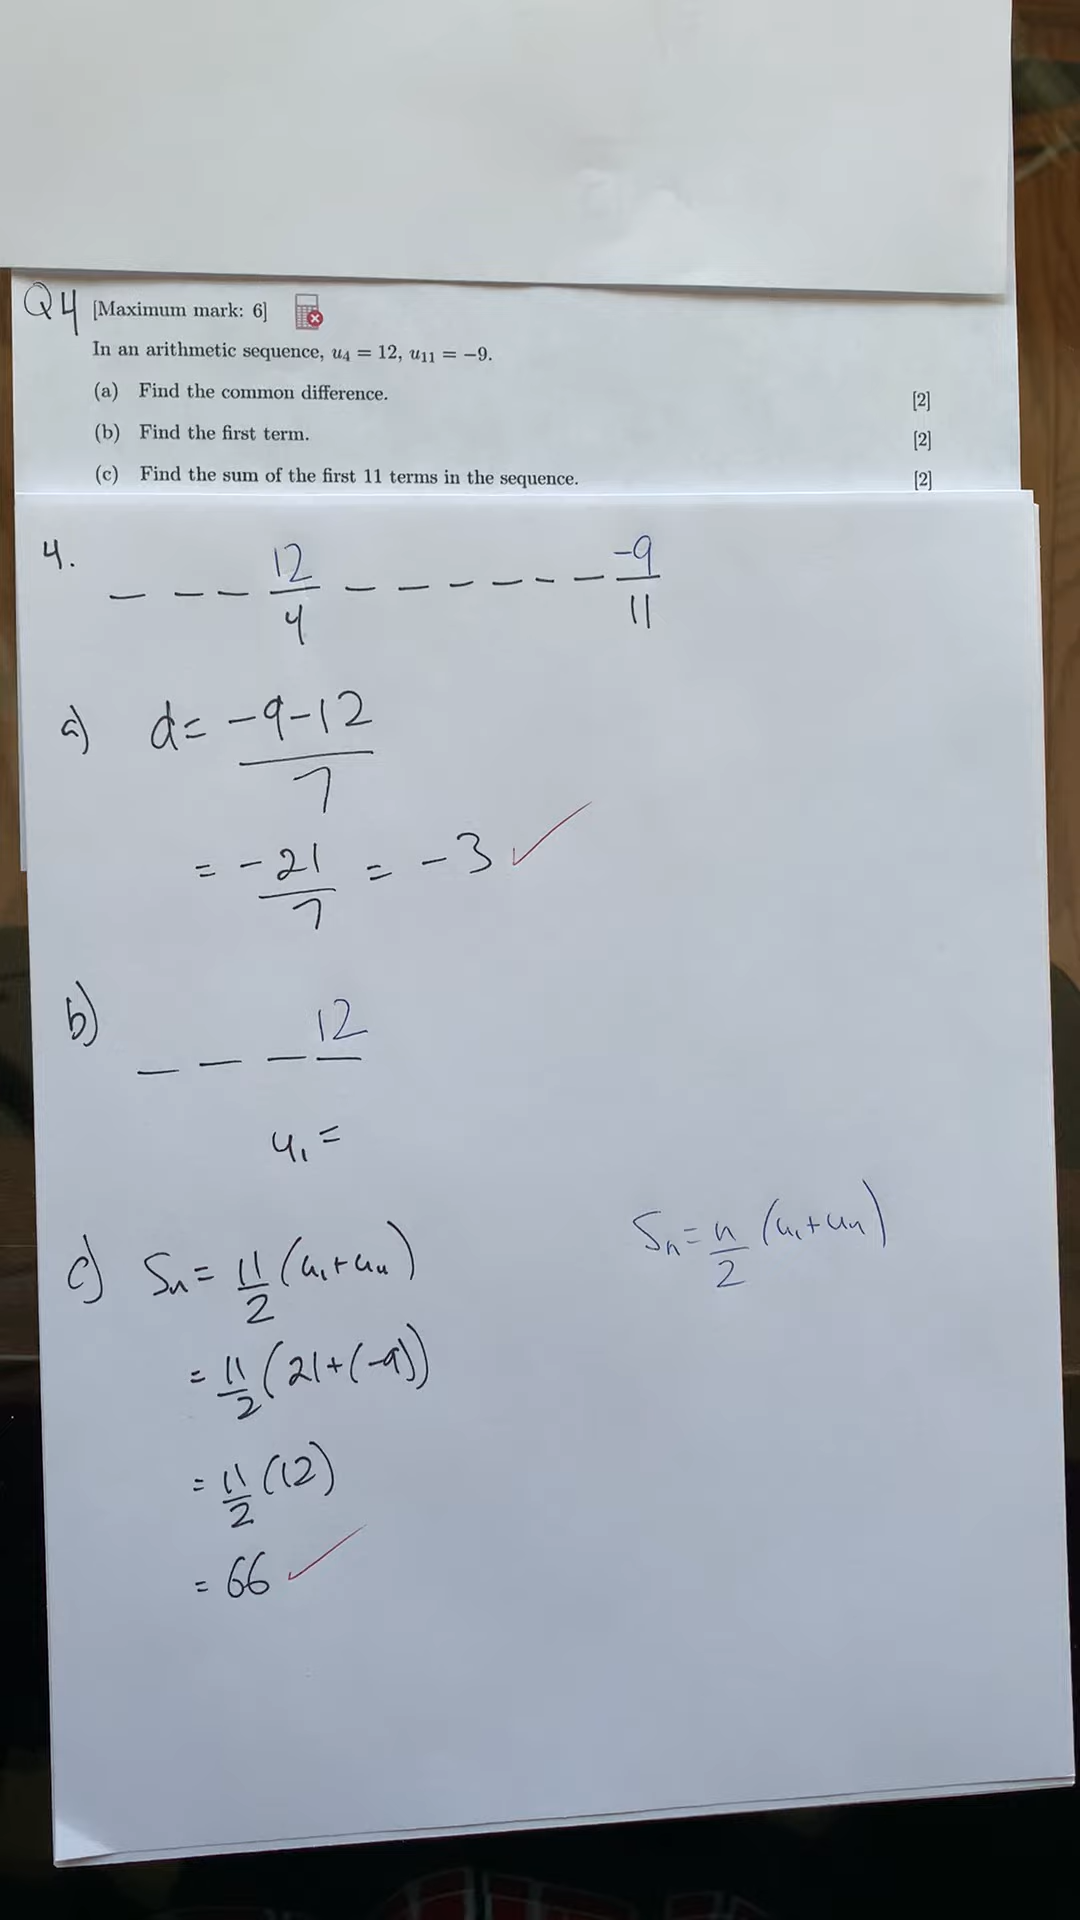 Q4 [Maximum mark: 6]
In an arithmetic sequence, u₄ = 12, u₁₁ = −9.
(a) Find the common difference. [2]
(b) Find the first term. [2]
(c) Find the sum of the first 11 terms in the sequence. [2]
4.
_ _ _ 12 _ _ _ _ _ _ -9
4 11
a) d = (-9-12)/7
= -21/7 = -3 ✓
b)
_ _ _ 12
u₁ =
c) Sₙ = 11/2 (u₁+uₙ) Sₙ = n/2 (u₁+uₙ)
= 11/2 (21+(-9))
= 11/2 (12)
= 66 ✓